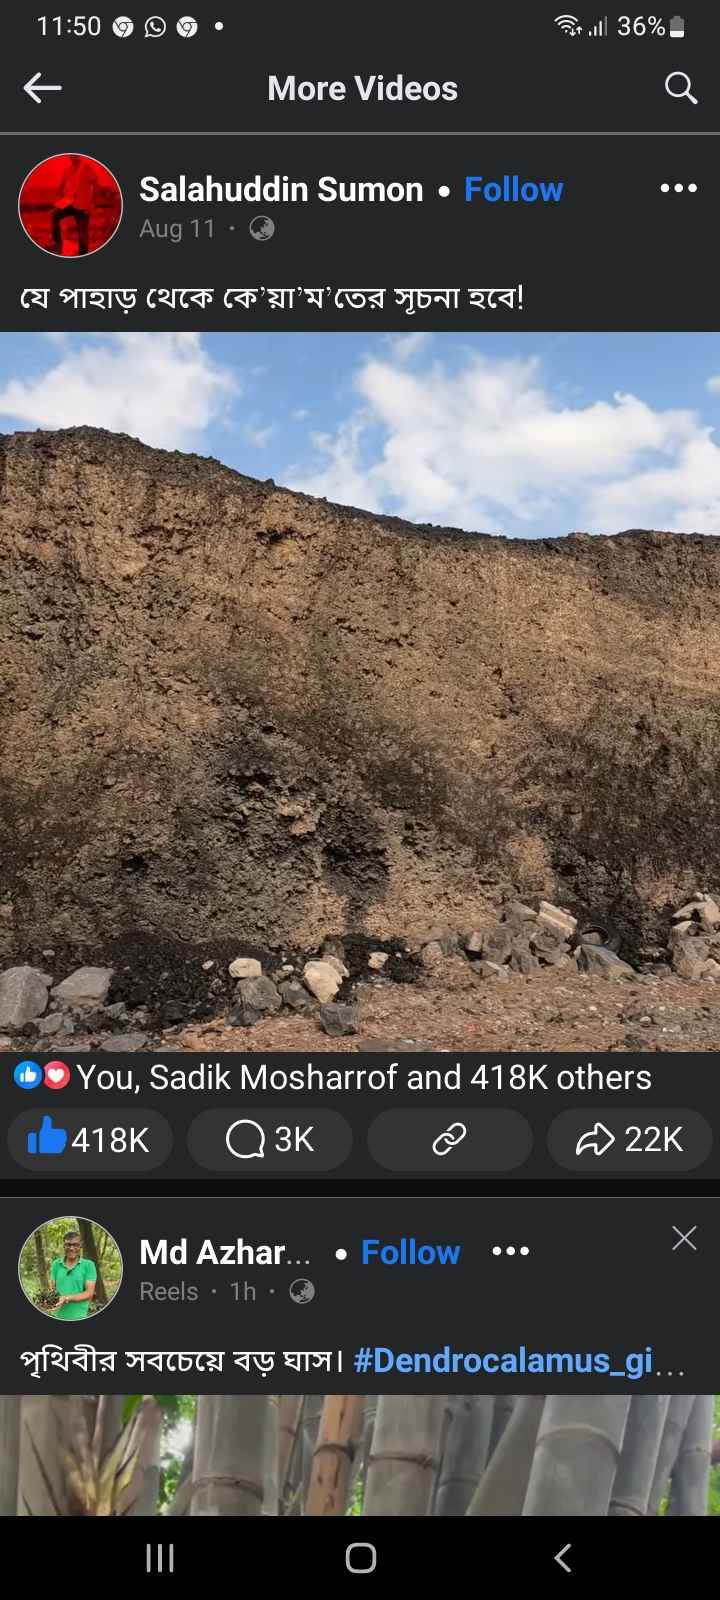 11:50 36%
More Videos
Salahuddin Sumon • Follow
Aug 11 ·
যে পাহাড় থেকে কে’য়া’ম’তের সূচনা হবে!
You, Sadik Mosharrof and 418K others
418K 3K 22K
Md Azhar... • Follow
Reels · 1h ·
পৃথিবীর সবচেয়ে বড় ঘাস। #Dendrocalamus_gi...